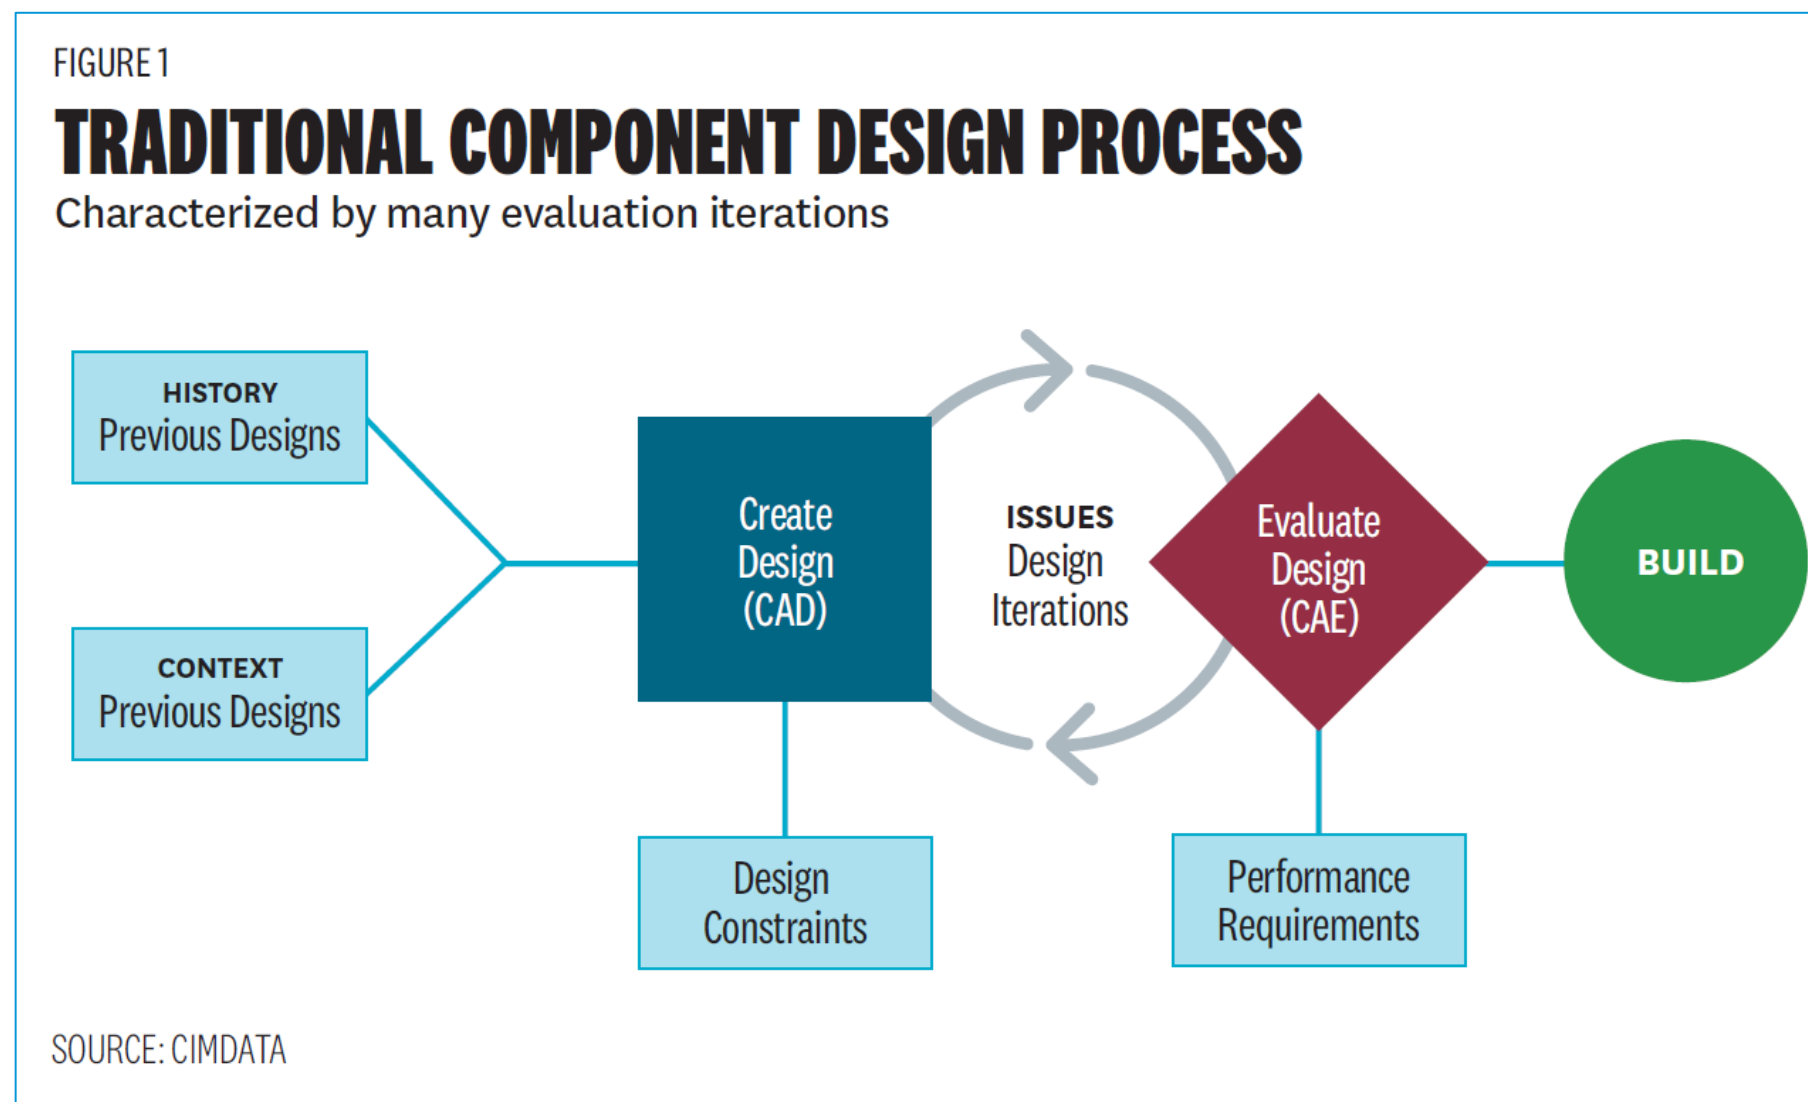 FIGURE 1
TRADITIONAL COMPONENT DESIGN PROCESS
Characterized by many evaluation iterations
HISTORY
Previous Designs
CONTEXT
Previous Designs
Create
Design
(CAD)
ISSUES
Design
Iterations
Evaluate
Design
(CAE)
BUILD
Design
Constraints
Performance
Requirements
SOURCE: CIMDATA